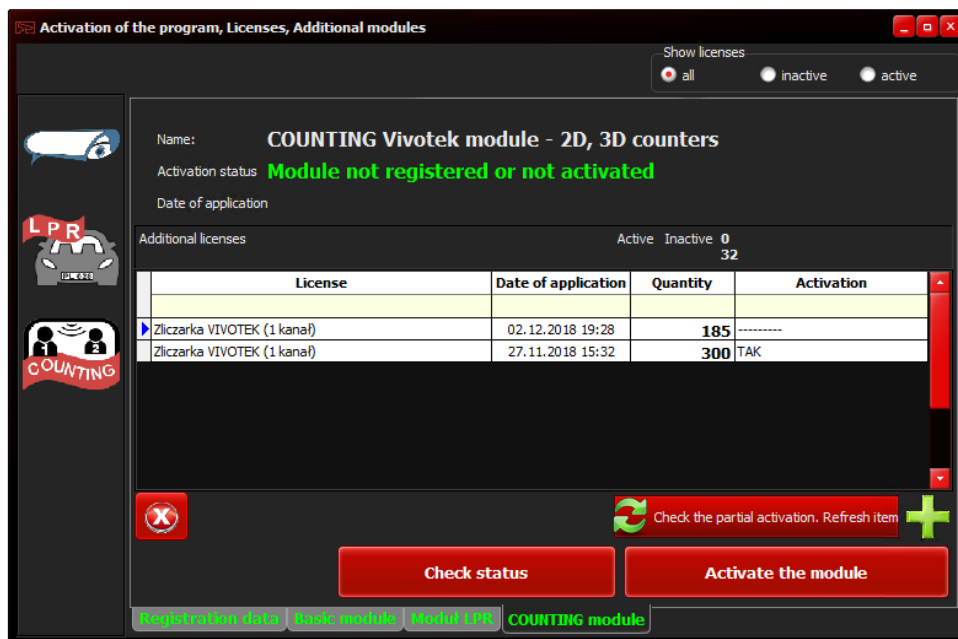 Activation of the program, Licenses, Additional modules
Show licenses
all inactive active
Name: COUNTING Vivotek module - 2D, 3D counters
Activation status Module not registered or not activated
Date of application
LPR
IPL 628
COUNTING
1 2
Additional licenses Active Inactive 0
32
License Date of application Quantity Activation
Zliczarka VIVOTEK (1 kanał) 02.12.2018 19:28 185 ---------
Zliczarka VIVOTEK (1 kanał) 27.11.2018 15:32 300 TAK
Check the partial activation. Refresh item
Check status Activate the module
Registration data Basic module Moduł LPR COUNTING module